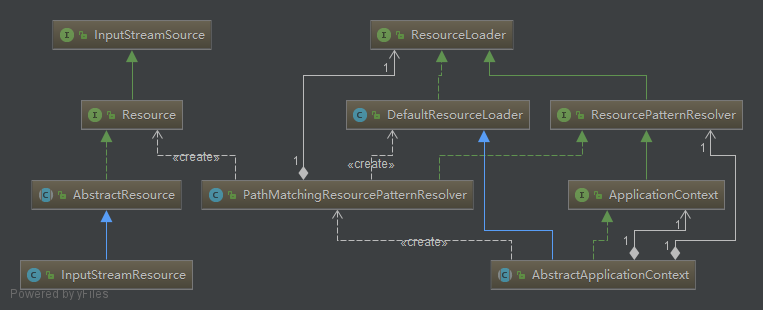 InputStreamSource
ResourceLoader
1
1
Resource
DefaultResourceLoader
ResourcePatternResolver
«create»
1
«create»
AbstractResource
PathMatchingResourcePatternResolver
ApplicationContext
1
«create»
1
1
InputStreamResource
AbstractApplicationContext
Powered by yFiles